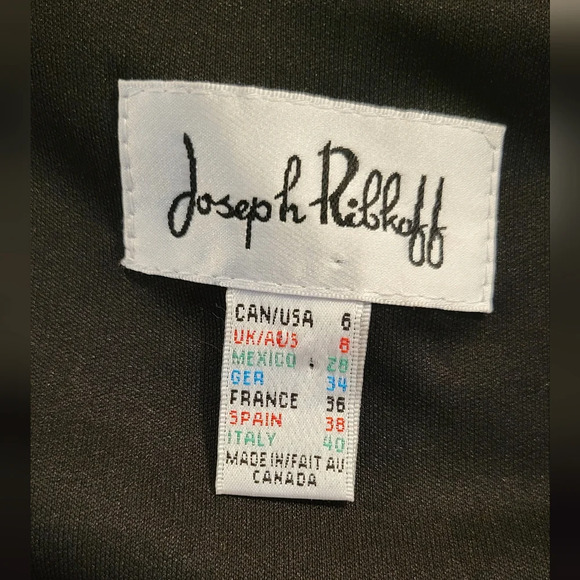 Joseph Ribkoff
CAN/USA 6
UK/AUS 8
MEXICO 28
GER 34
FRANCE 36
SPAIN 38
ITALY 40
MADE IN/FAIT AU
CANADA